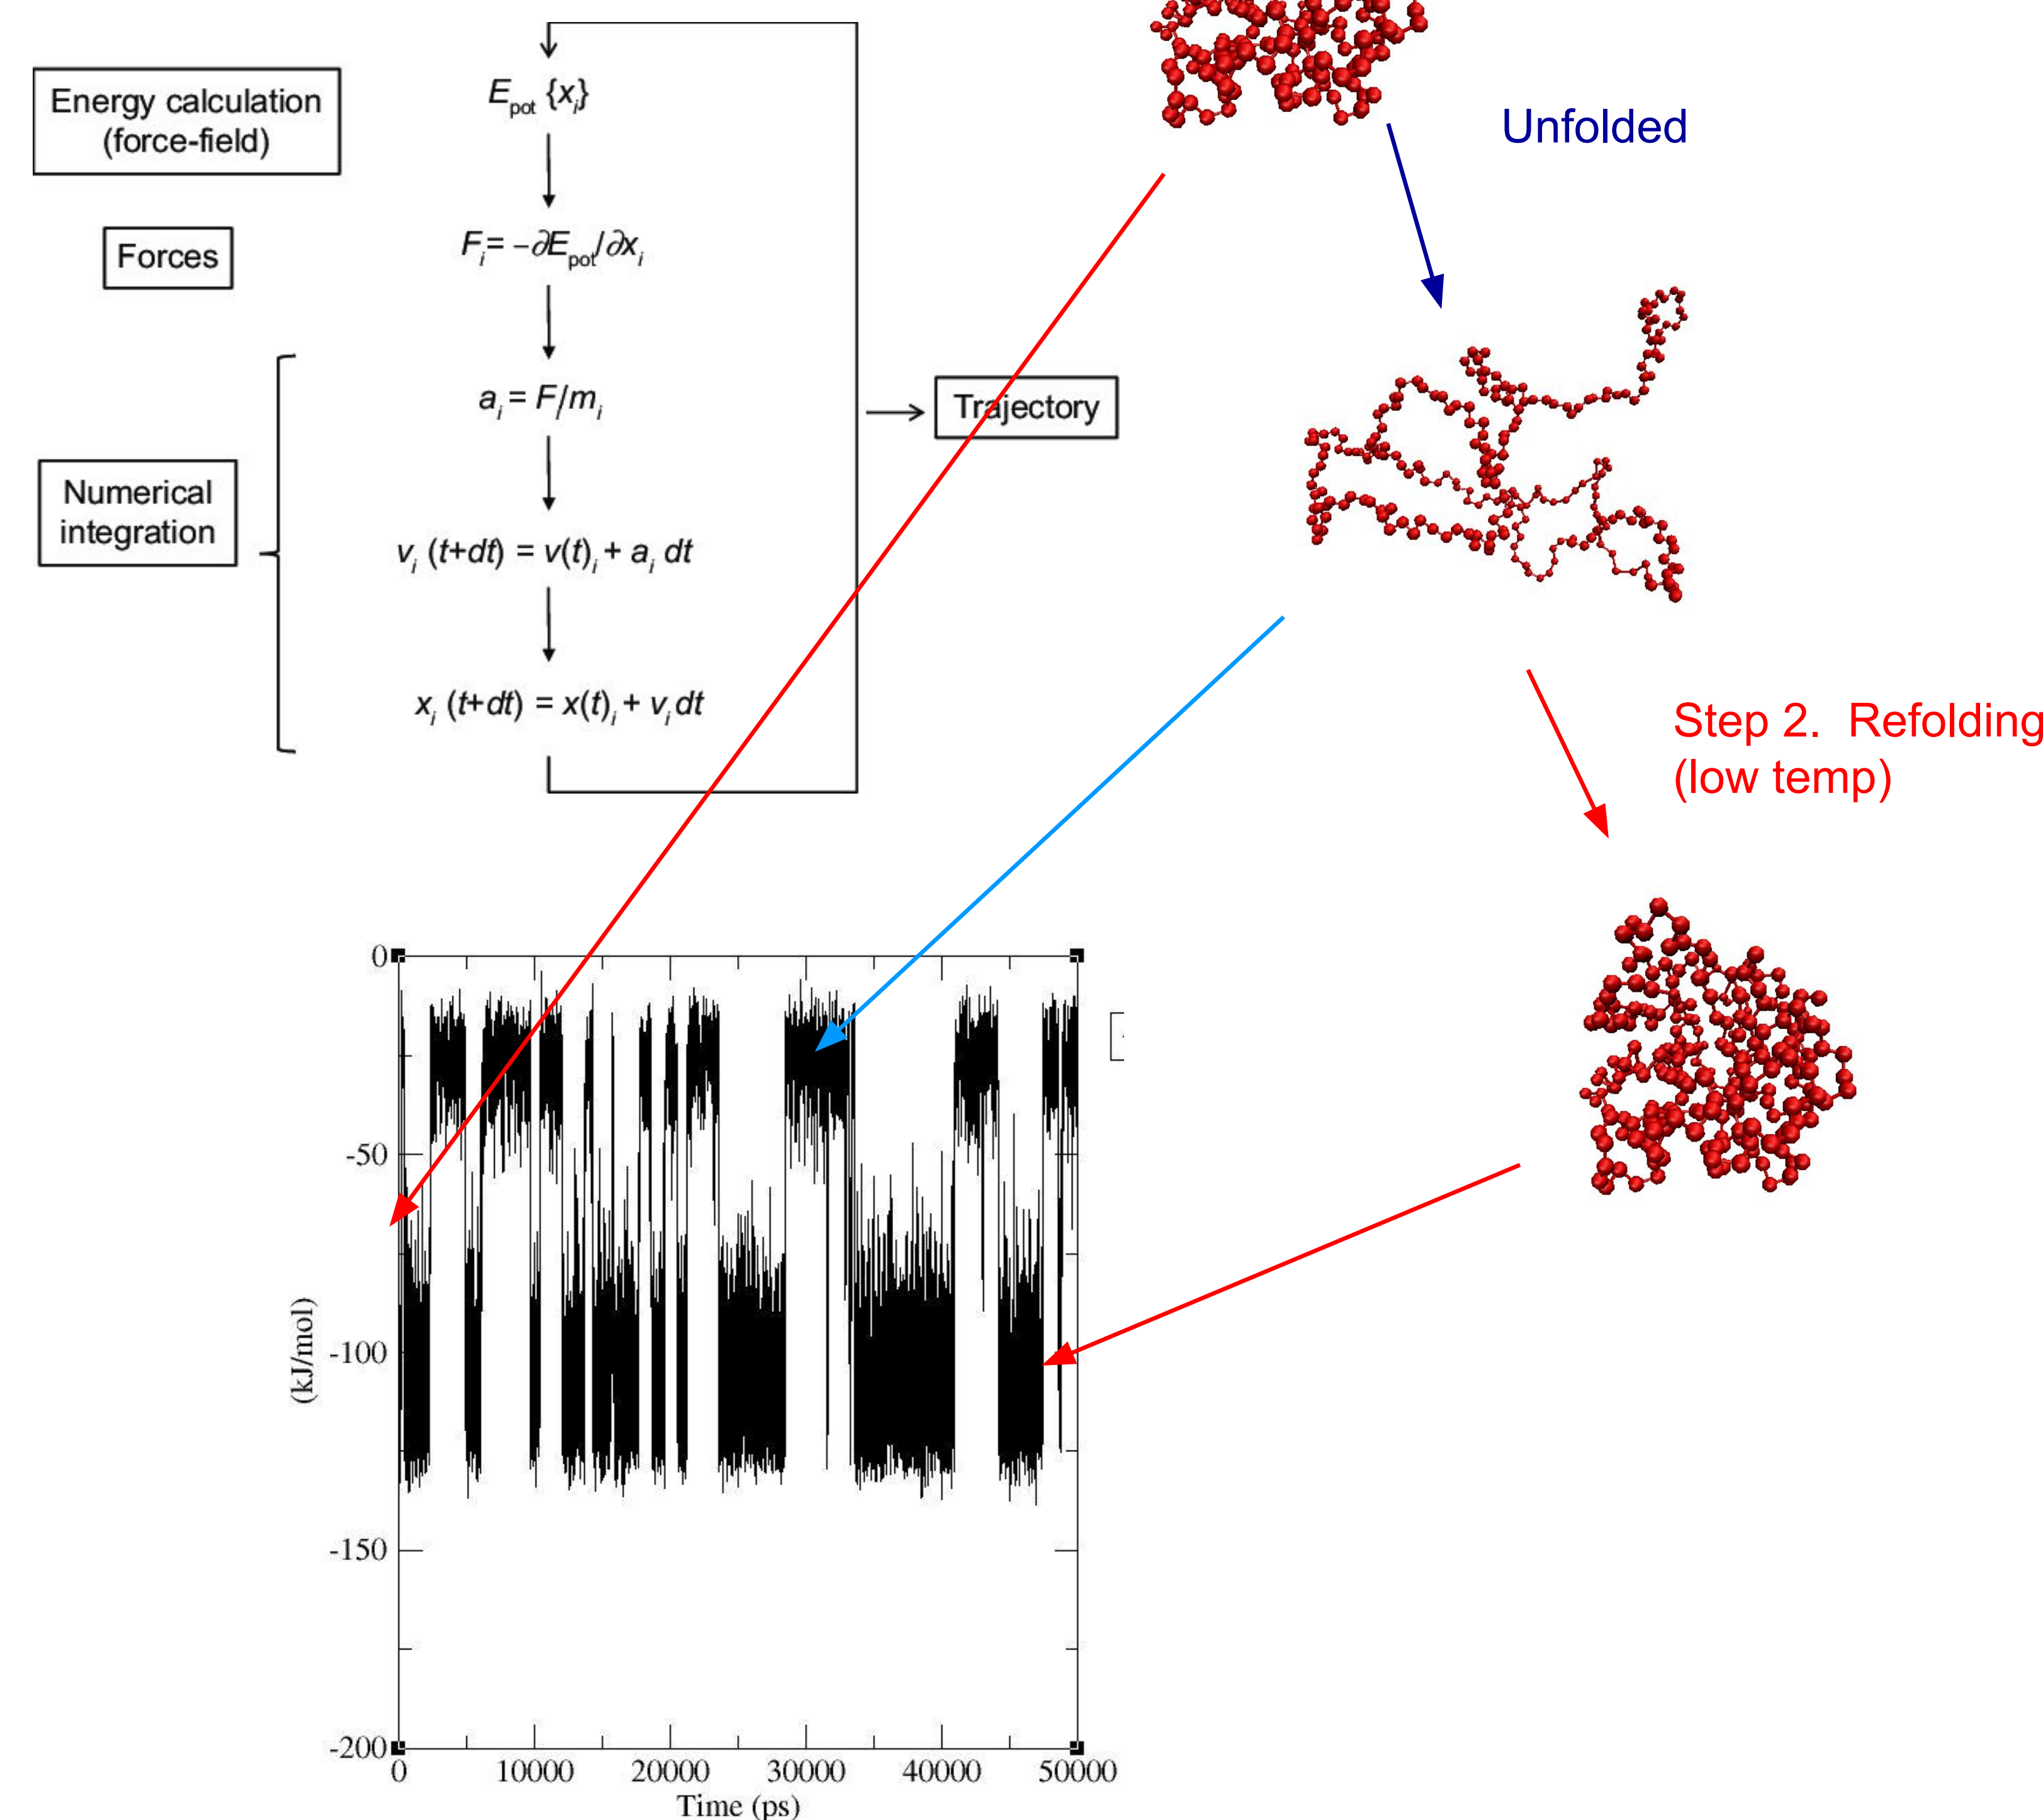 Energy calculation
(force-field)
Forces
Numerical
integration
E_pot {x_i}
F_i = −∂E_pot/∂x_i
a_i = F/m_i
v_i (t+dt) = v(t)_i + a_i dt
x_i (t+dt) = x(t)_i + v_i dt
Trajectory
Unfolded
Step 2. Refolding
(low temp)
0
-50
-100
-150
-200
(kJ/mol)
0 10000 20000 30000 40000 50000
Time (ps)